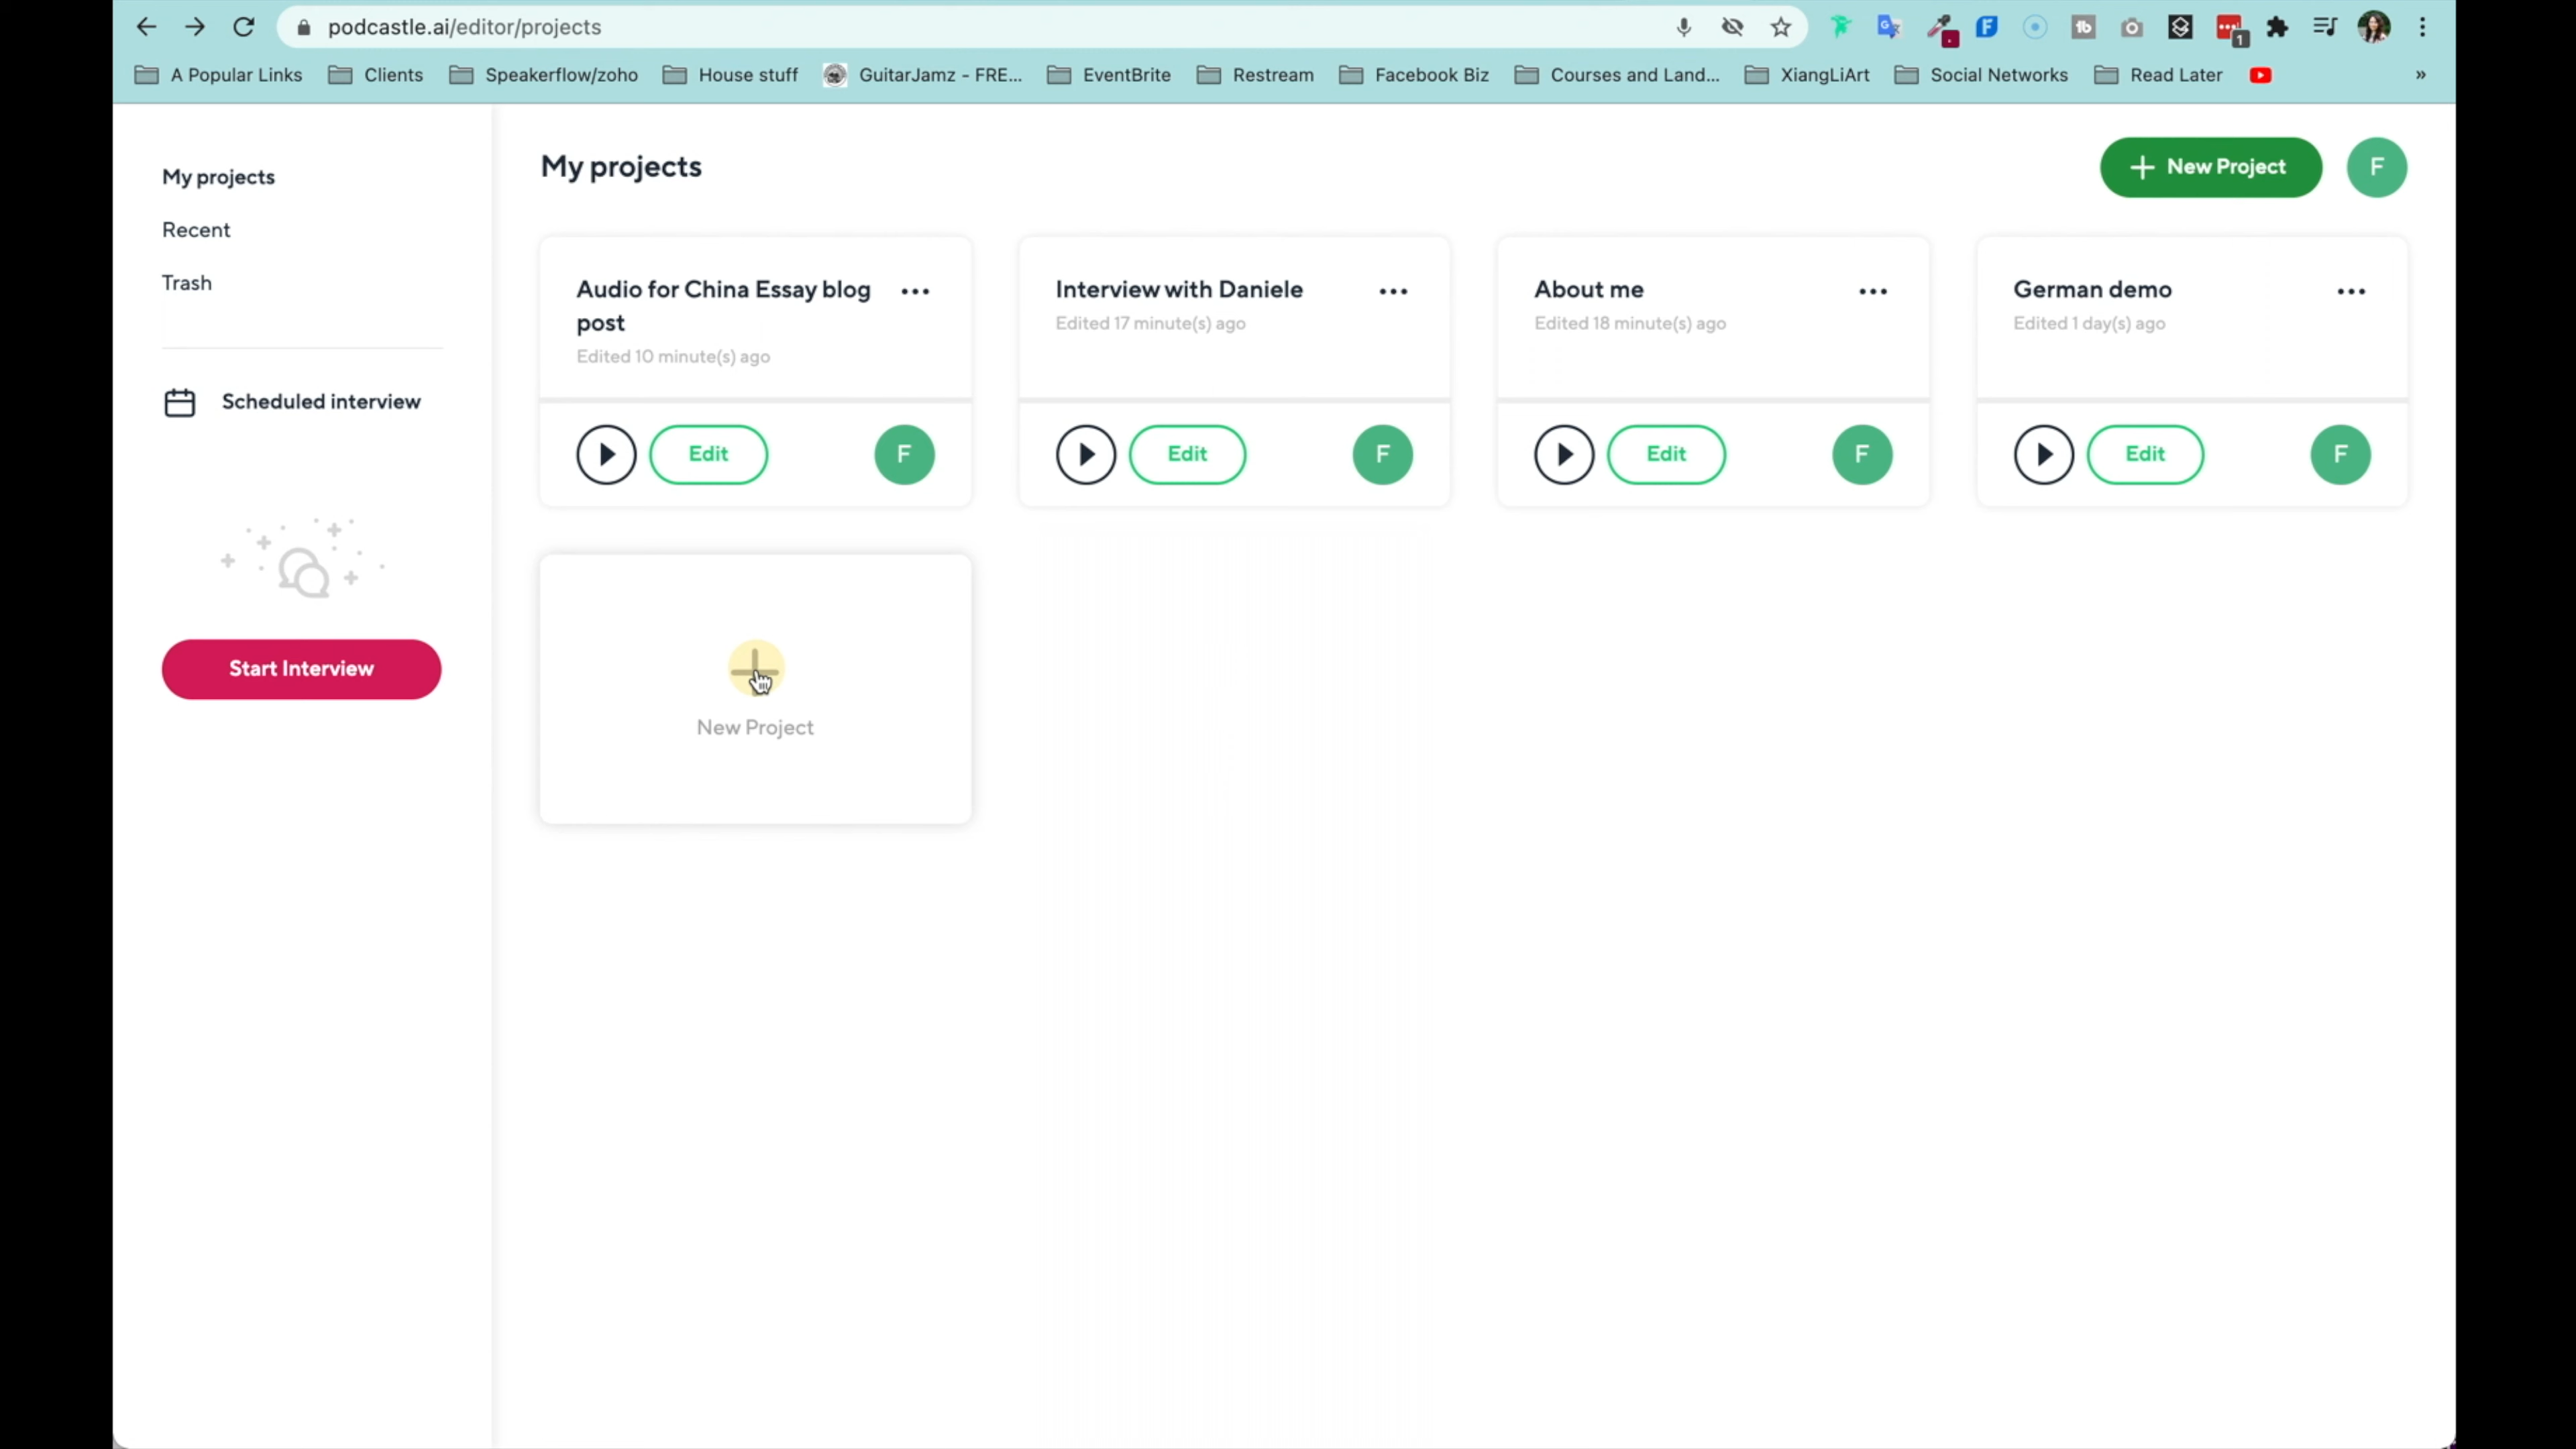 podcastle.ai/editor/projects
A Popular Links Clients Speakerflow/zoho House stuff GuitarJamz - FRE... EventBrite Restream Facebook Biz Courses and Land... XiangLiArt Social Networks Read Later »
My projects
Recent
Trash
Scheduled interview
Start Interview
My projects
+ New Project F
Audio for China Essay blog
post
Edited 10 minute(s) ago
Edit F
Interview with Daniele
Edited 17 minute(s) ago
Edit F
About me
Edited 18 minute(s) ago
Edit F
German demo
Edited 1 day(s) ago
Edit F
New Project